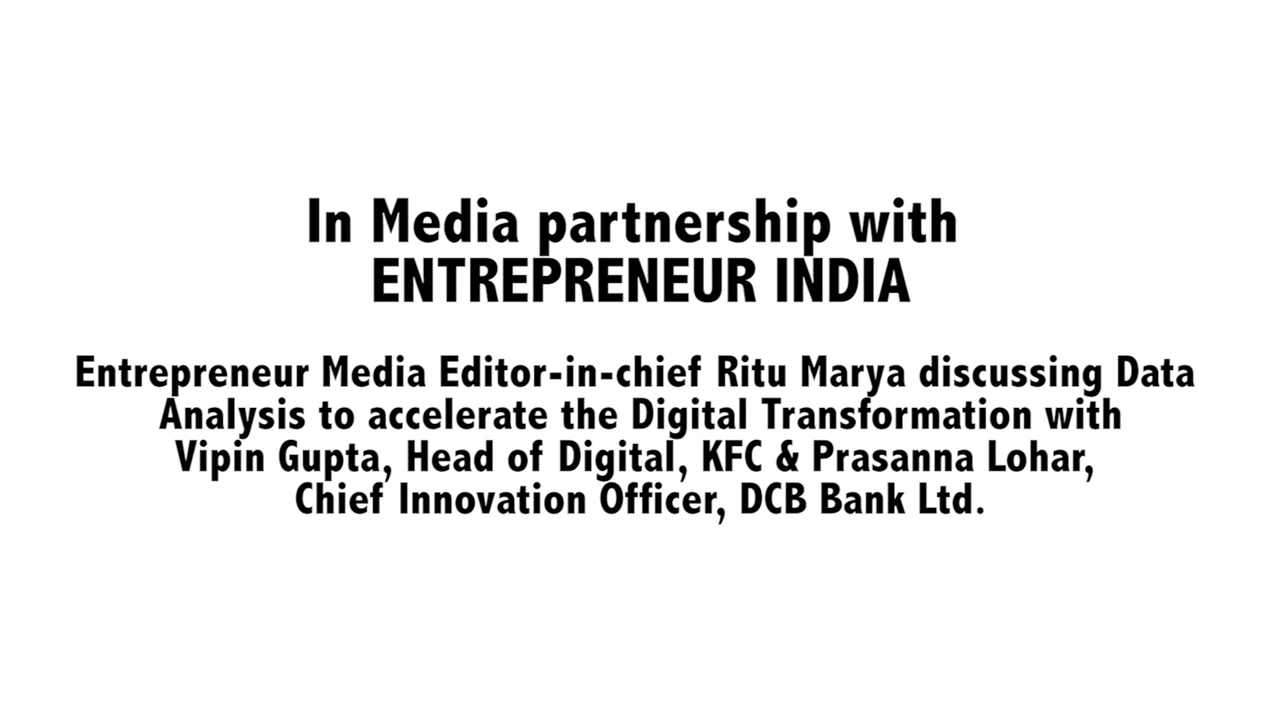 In Media partnership with
ENTREPRENEUR INDIA
Entrepreneur Media Editor-in-chief Ritu Marya discussing Data
Analysis to accelerate the Digital Transformation with
Vipin Gupta, Head of Digital, KFC & Prasanna Lohar,
Chief Innovation Officer, DCB Bank Ltd.